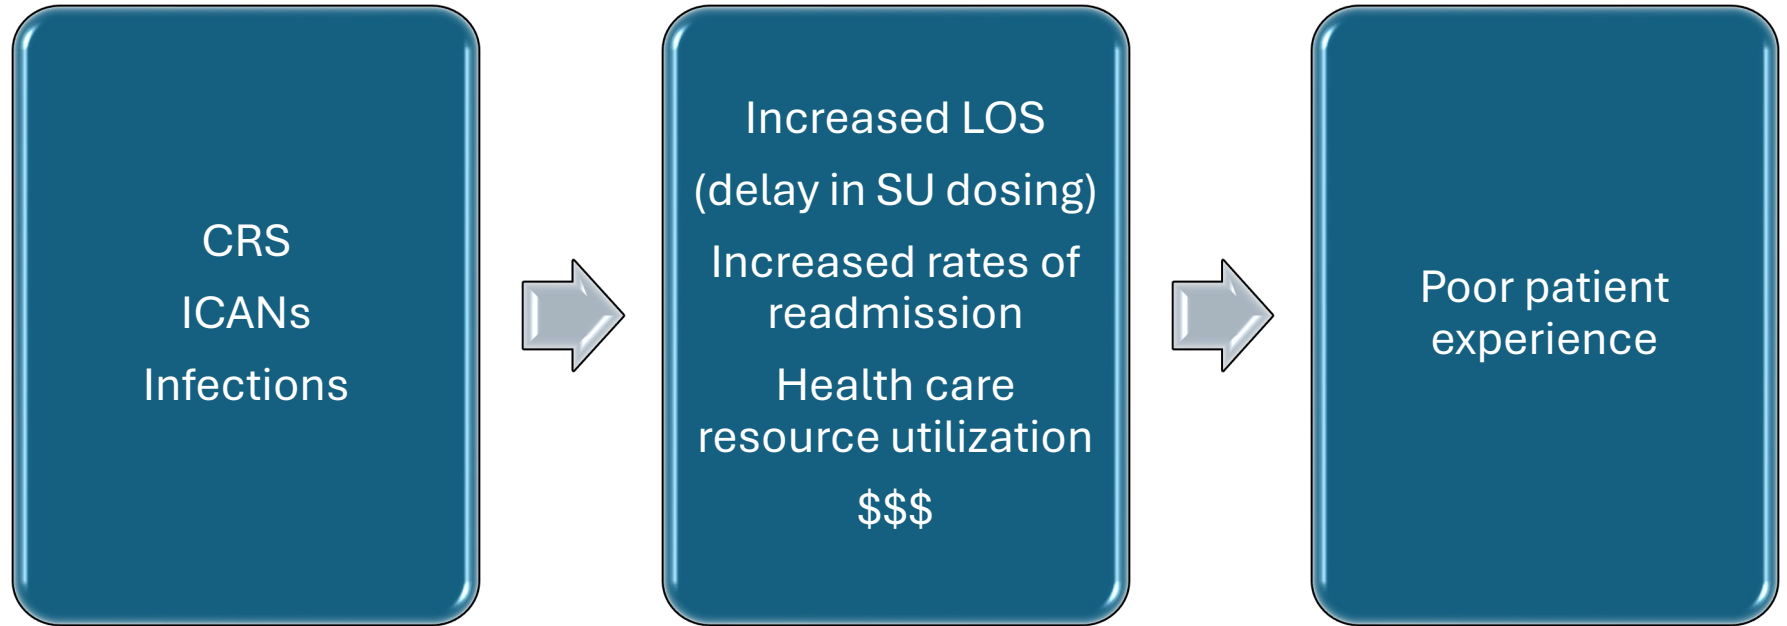 CRS
ICANs
Infections
Increased LOS
(delay in SU dosing)
Increased rates of
readmission
Health care
resource utilization
$$$
Poor patient
experience